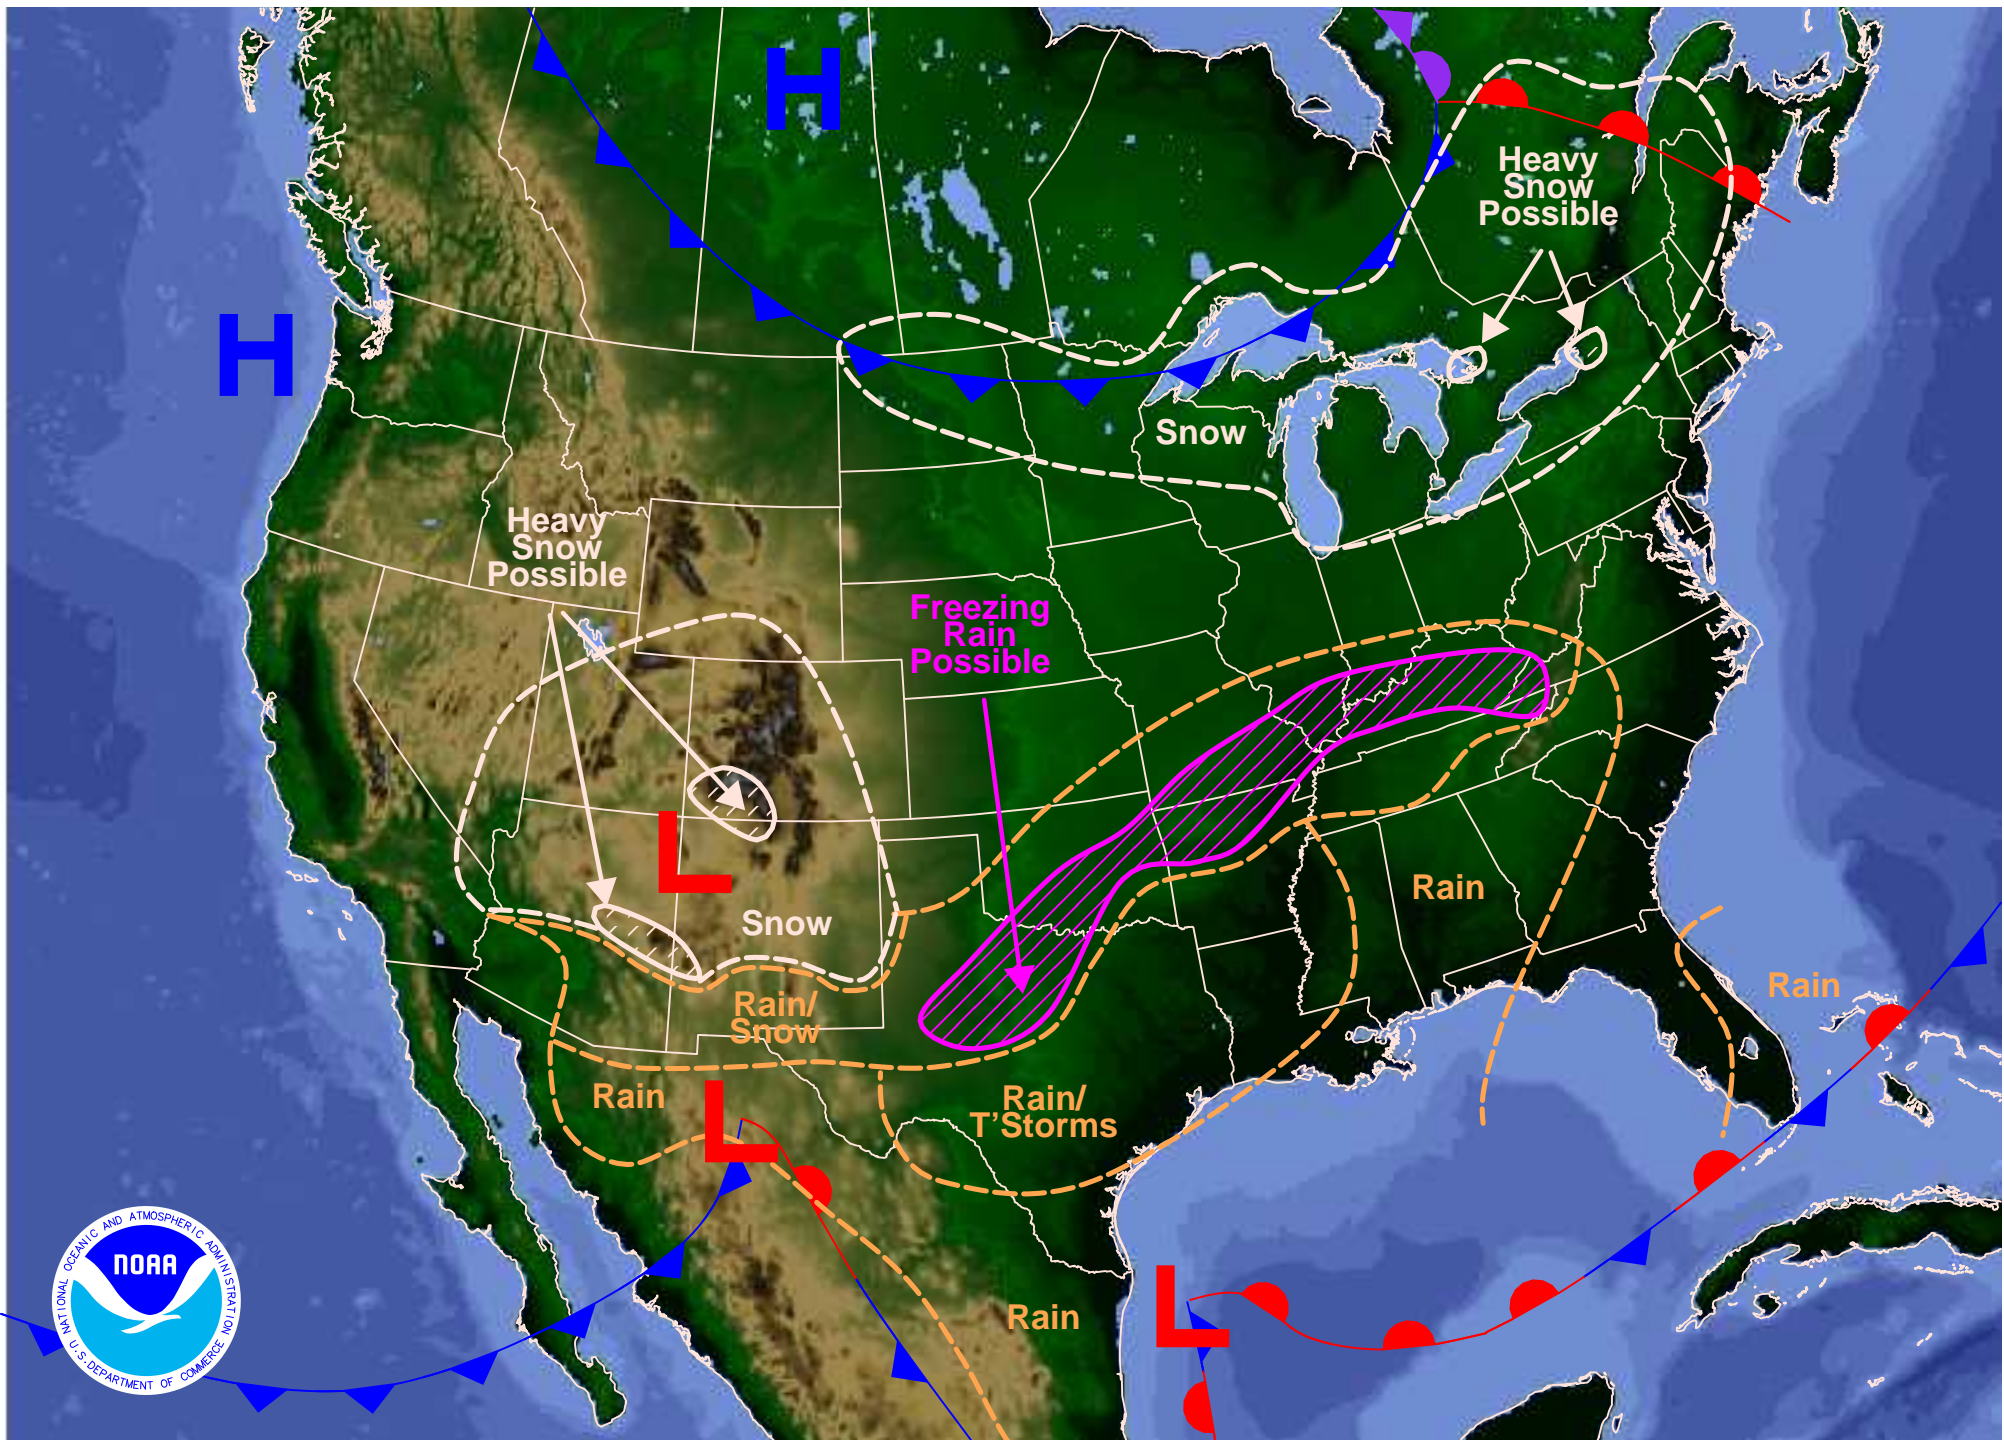 H
Heavy
Snow
Possible
H
Snow
Heavy
Snow
Possible
Freezing
Rain
Possible
L
Rain
Snow
Rain
Rain/
Snow
Rain
L
Rain/
T'Storms
NATIONAL OCEANIC AND ATMOSPHERIC ADMINISTRATION
NOAA
U.S. DEPARTMENT OF COMMERCE
L
Rain